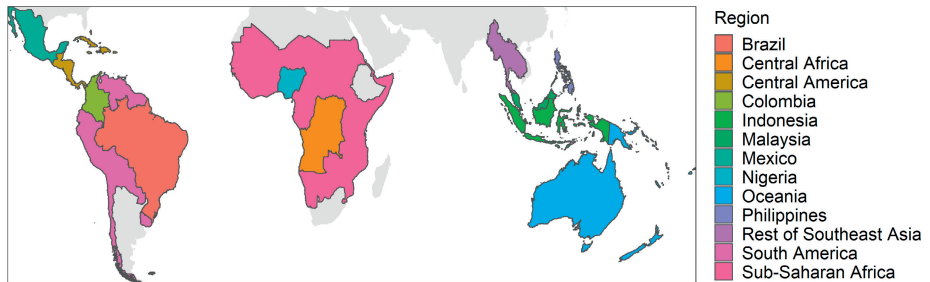 Region
Brazil
Central Africa
Central America
Colombia
Indonesia
Malaysia
Mexico
Nigeria
Oceania
Philippines
Rest of Southeast Asia
South America
Sub-Saharan Africa